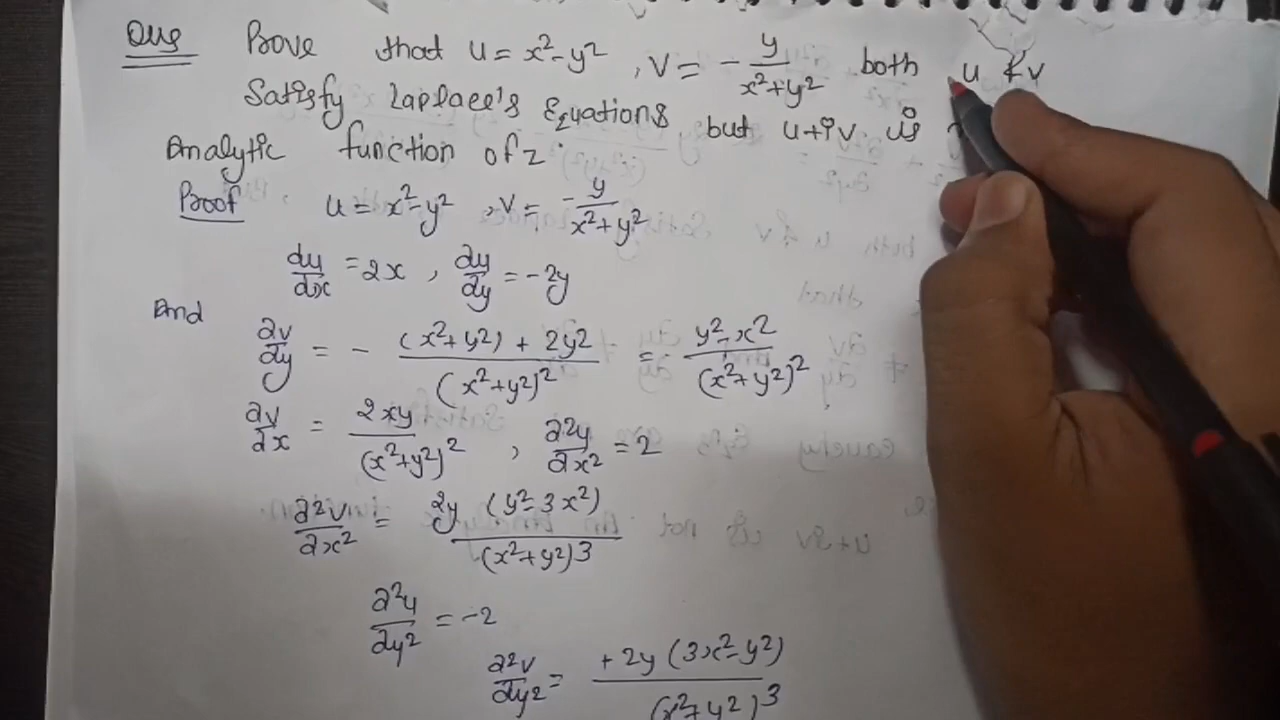 Que Prove that u = x²-y², v = -y/(x²+y²) both u & v
Satisfy Laplace's Equations but u+iv is
Analytic function of z.
Proof u = x²-y², v = -y/(x²+y²)
du/dx = 2x, ∂u/∂y = -2y
And
∂v/∂y = - (x²+y²) + 2y²/(x²+y²)² = y²-x²/(x²+y²)²
∂v/∂x = 2xy/(x²+y²)², ∂²u/∂x² = 2
∂²v/∂x² = 2y (y²-3x²)/(x²+y²)3
∂²u/∂y² = -2
∂²v/∂y2 = +2y (3x²-y²)/(x²+y²)3